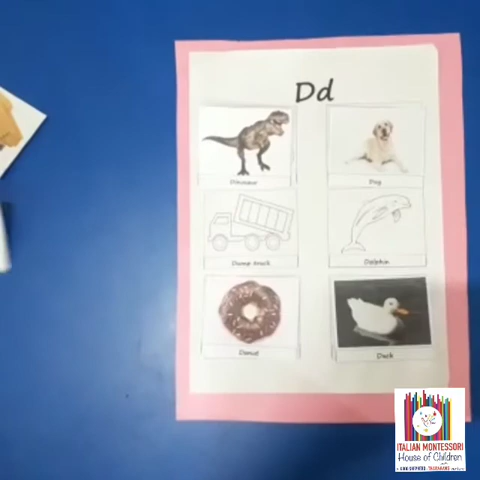 Dd
Dinosaur
Dog
Dump truck
Dolphin
Donut
Duck
ITALIAN MONTESSORI
House of Children